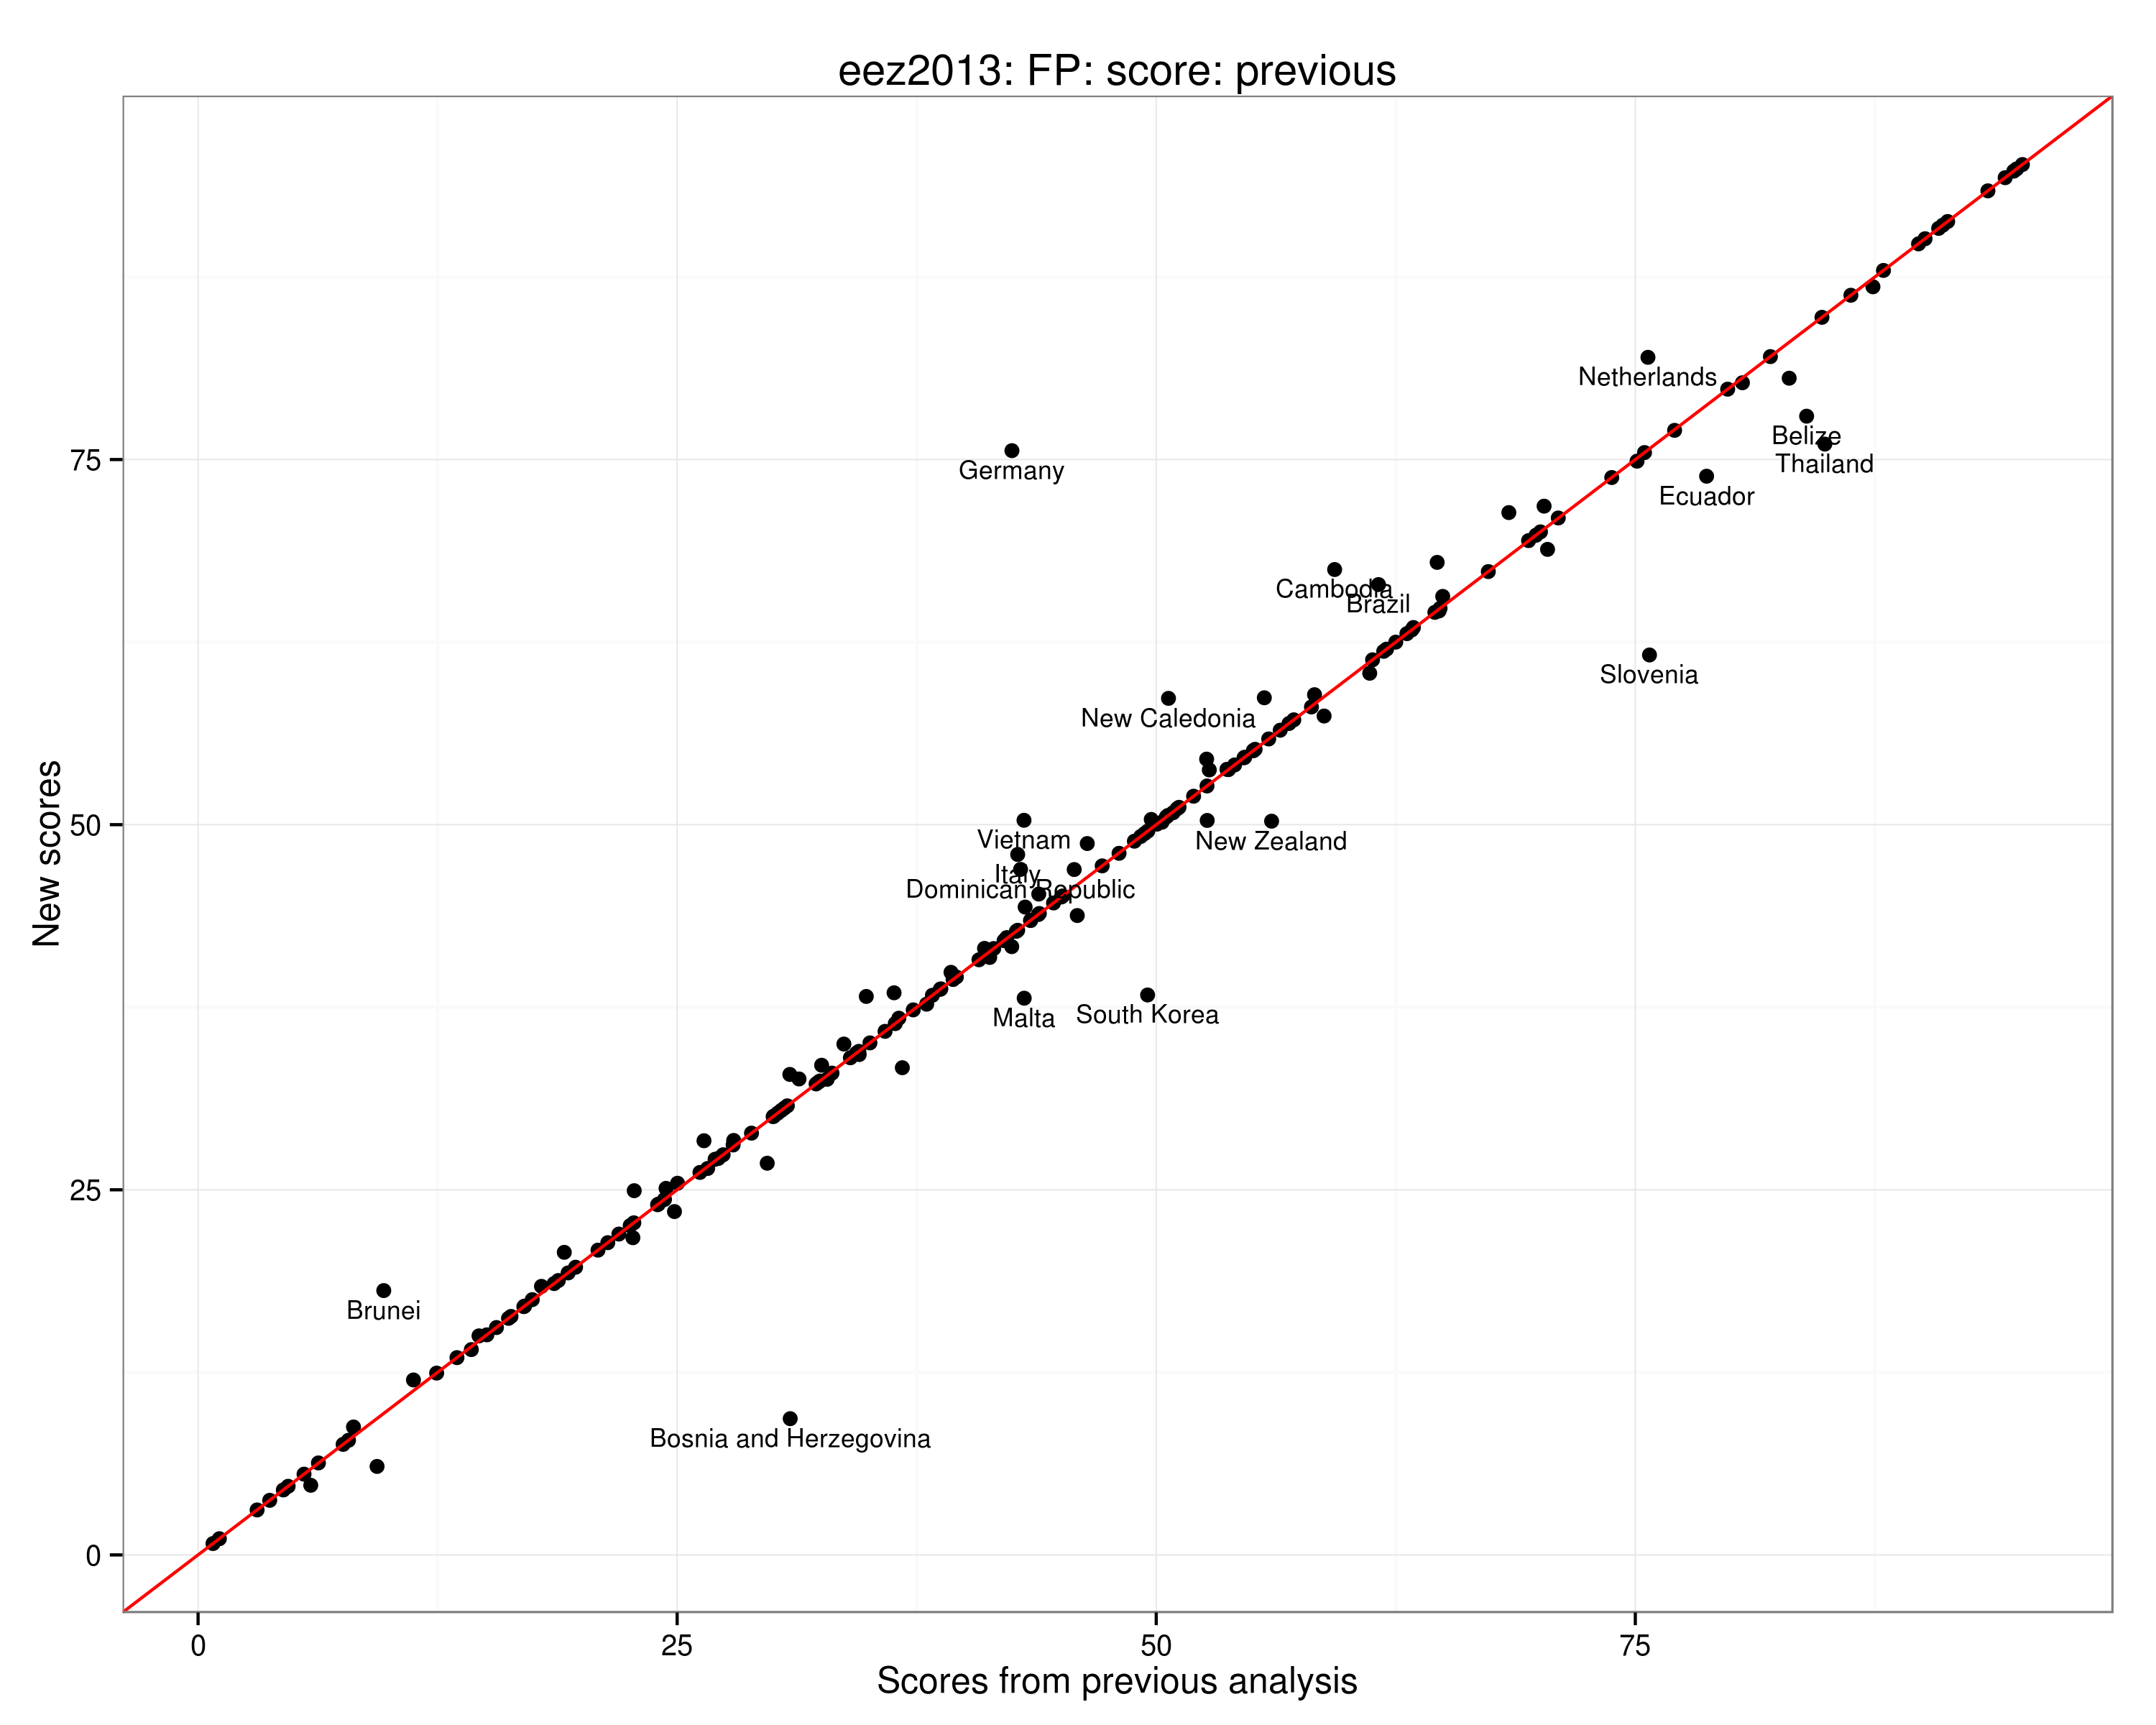 eez2013: FP: score: previous
New scores
75
50
25
0
Netherlands
Belize
Thailand
Germany
Ecuador
Cambodia
Brazil
Slovenia
New Caledonia
Vietnam
New Zealand
Italy
Dominican Republic
Malta
South Korea
Brunei
Bosnia and Herzegovina
0
25
50
75
Scores from previous analysis